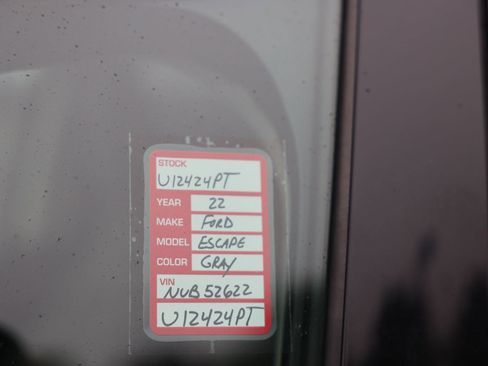 STOCK
U12424PT
YEAR 22
MAKE FORD
MODEL ESCAPE
COLOR GRAY
VIN
NUB52622
U12424PT